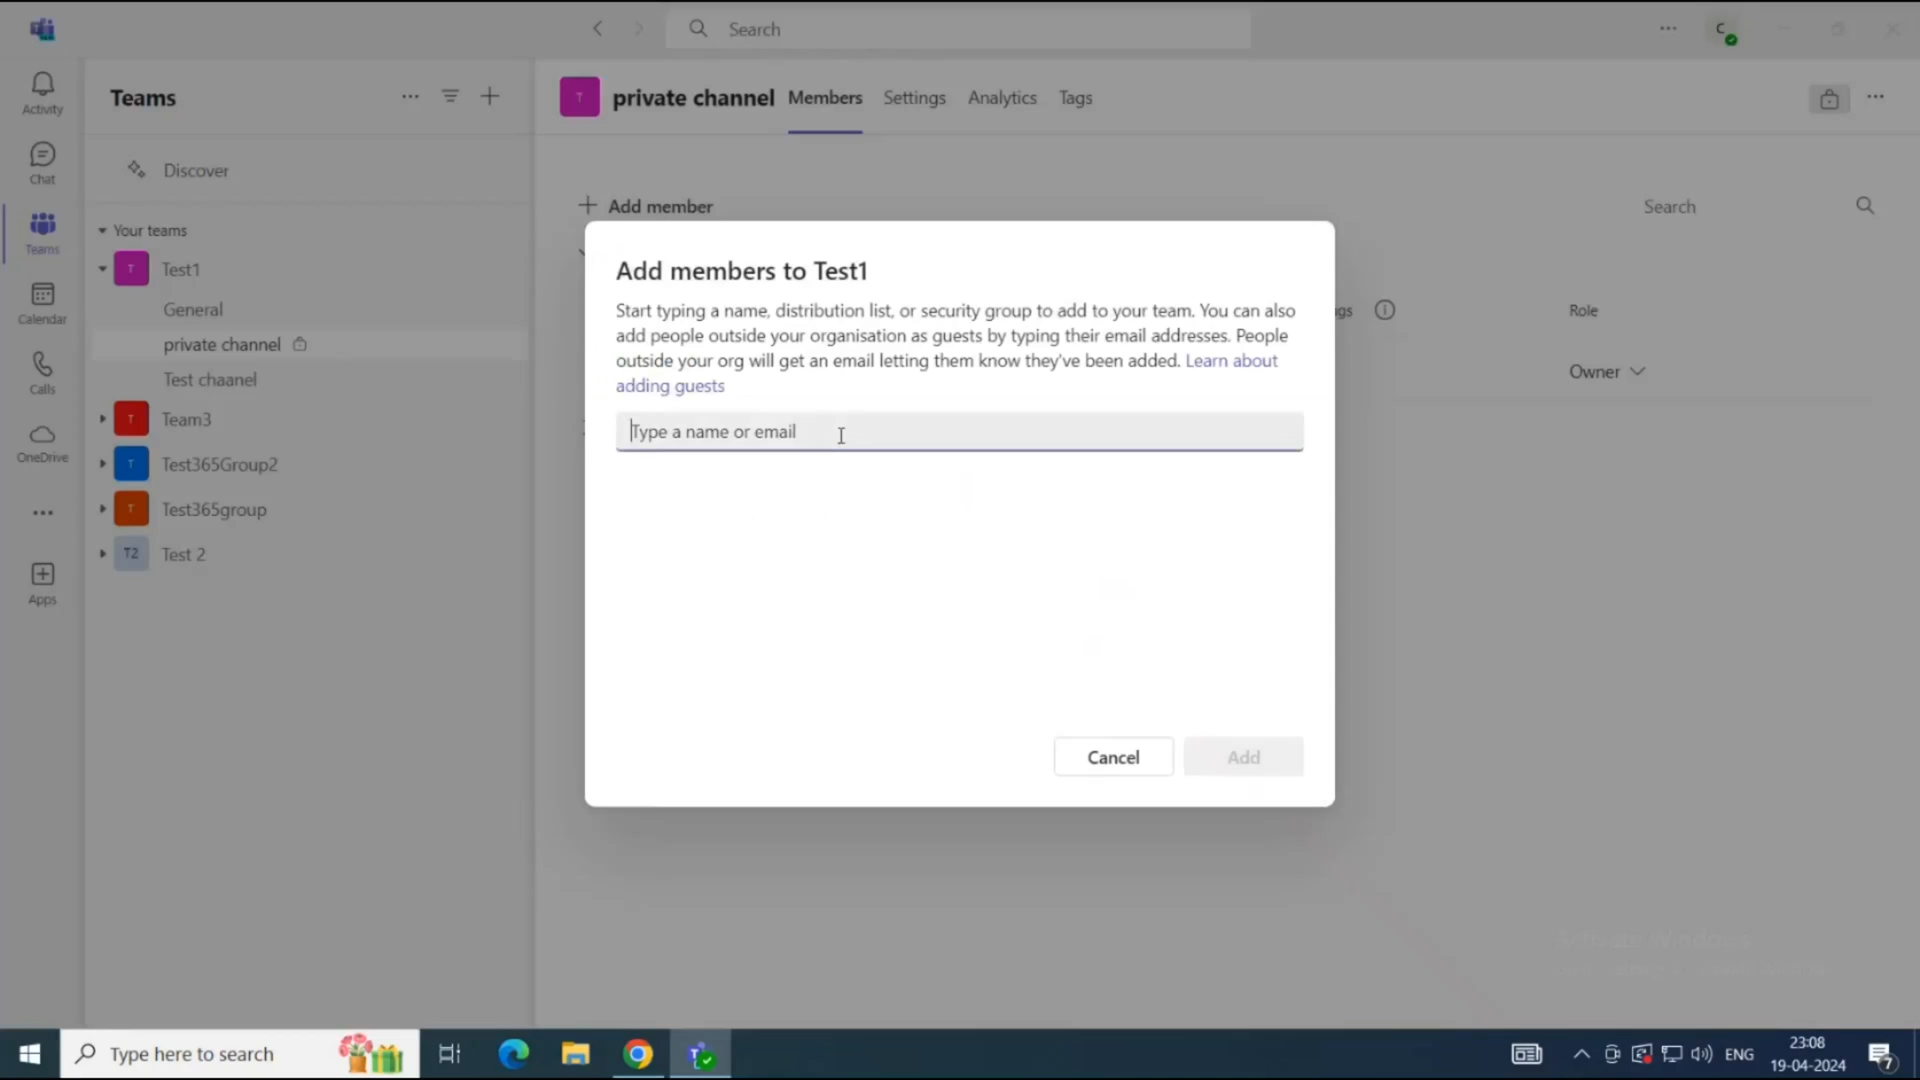 Search
C
Activity
Chat
Teams
Calendar
Calls
OneDrive
Apps
Teams
Discover
Your teams
T Test1
General
private channel
Test chaanel
T Team3
T Test365Group2
T Test365group
T2 Test 2
T private channel Members Settings Analytics Tags
Add member
Search
Role
Owner
Add members to Test1
Start typing a name, distribution list, or security group to add to your team. You can also
add people outside your organisation as guests by typing their email addresses. People
outside your org will get an email letting them know they've been added. Learn about
adding guests
Type a name or email
Cancel Add
Type here to search
ENG
23:08
19-04-2024
7